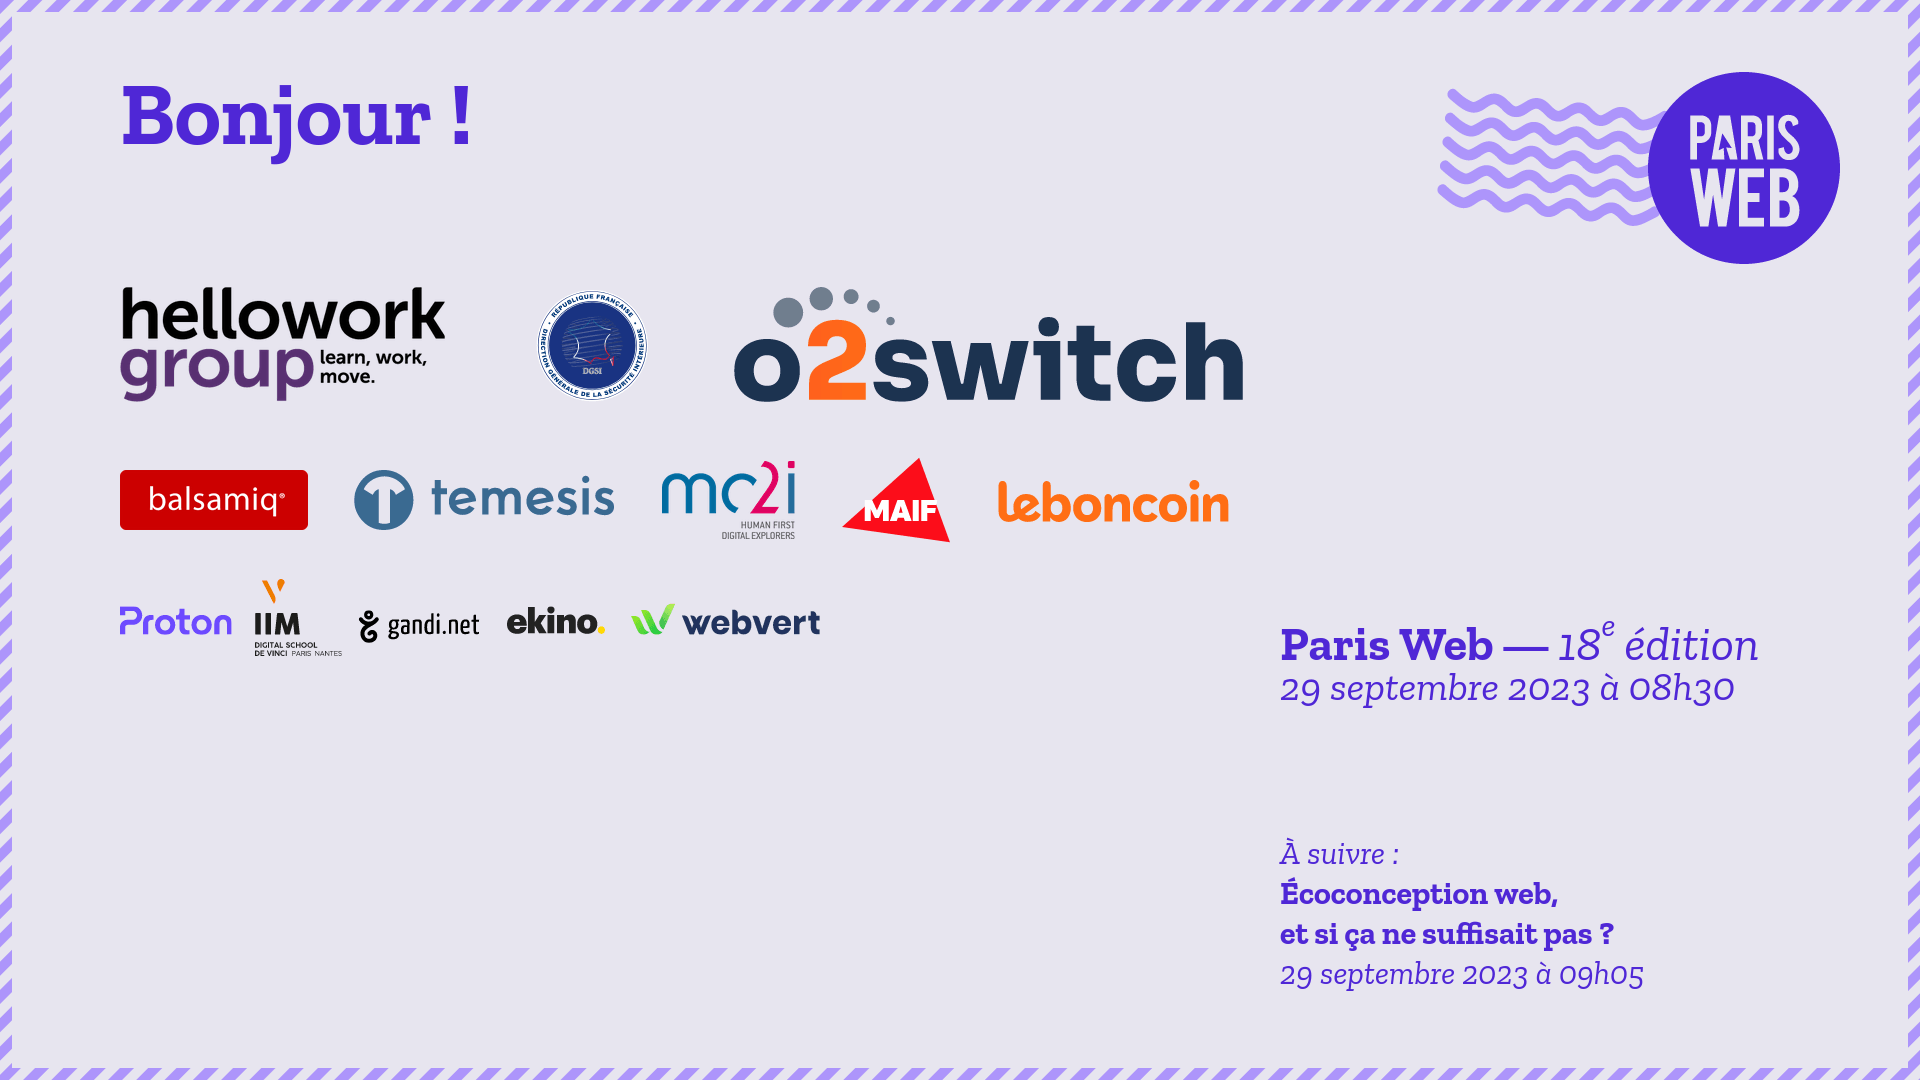 Bonjour !
PARIS
WEB
hellowork
group learn, work,
move.
RÉPUBLIQUE FRANÇAISE
DIRECTION GÉNÉRALE DE LA SÉCURITÉ INTÉRIEURE
DGSI
o2switch
balsamiq®
temesis
mc2i
HUMAN FIRST
DIGITAL EXPLORERS
MAIF
leboncoin
Proton
IIM
DIGITAL SCHOOL
DE VINCI PARIS NANTES
gandi.net
ekino.
webvert
Paris Web — 18e édition
29 septembre 2023 à 08h30
À suivre :
Écoconception web,
et si ça ne suffisait pas ?
29 septembre 2023 à 09h05